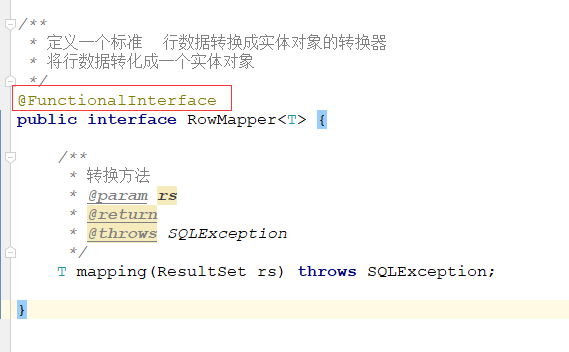 /**
* 定义一个标准  行数据转换成实体对象的转换器
* 将行数据转化成一个实体对象
*/
@FunctionalInterface
public interface RowMapper<T> {
/**
* 转换方法
* @param rs
* @return
* @throws SQLException
*/
T mapping(ResultSet rs) throws SQLException;
}